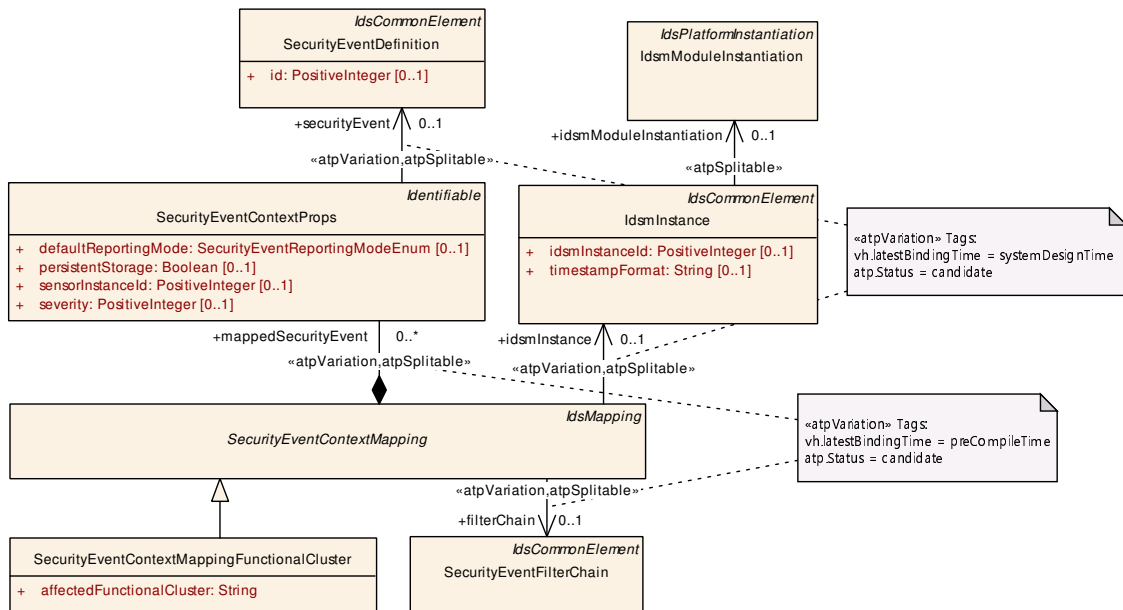 IdsCommonElement
SecurityEventDefinition
+ id: PositiveInteger [0..1]
IdsPlatformInstantiation
IdsmModuleInstantiation
+securityEvent 0..1
+idsmModuleInstantiation 0..1
«atpVariation,atpSplitable»
«atpSplitable»
Identifiable
SecurityEventContextProps
+ defaultReportingMode: SecurityEventReportingModeEnum [0..1]
+ persistentStorage: Boolean [0..1]
+ sensorInstanceId: PositiveInteger [0..1]
+ severity: PositiveInteger [0..1]
IdsCommonElement
IdsmInstance
+ idsmInstanceId: PositiveInteger [0..1]
+ timestampFormat: String [0..1]
«atpVariation» Tags:
vh.latestBindingTime = systemDesignTime
atp.Status = candidate
+mappedSecurityEvent 0..*
+idsmInstance 0..1
«atpVariation,atpSplitable»
«atpVariation,atpSplitable»
IdsMapping
SecurityEventContextMapping
«atpVariation» Tags:
vh.latestBindingTime = preCompileTime
atp.Status = candidate
«atpVariation,atpSplitable»
+filterChain 0..1
SecurityEventContextMappingFunctionalCluster
+ affectedFunctionalCluster: String
IdsCommonElement
SecurityEventFilterChain